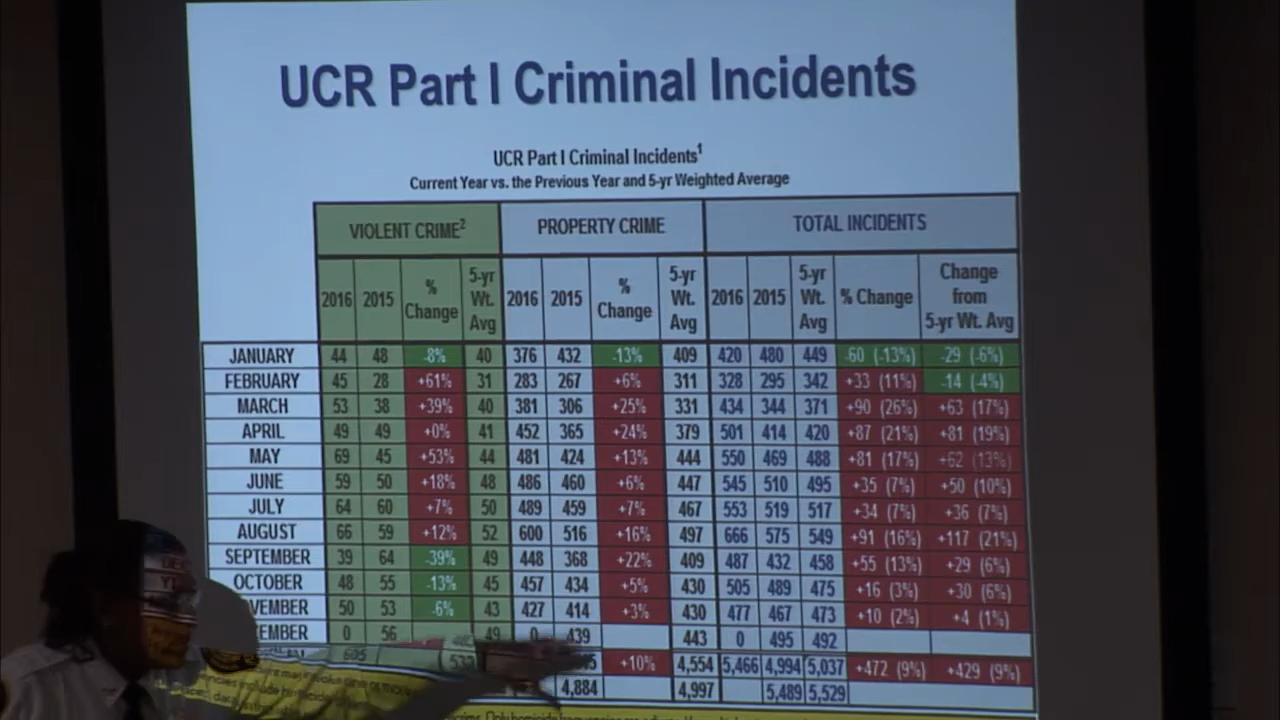 UCR Part I Criminal Incidents
UCR Part I Criminal Incidents¹
Current Year vs. the Previous Year and 5-yr Weighted Average
VIOLENT CRIME² PROPERTY CRIME TOTAL INCIDENTS
2016 2015 % Change 5-yr Wt. Avg 2016 2015 % Change 5-yr Wt. Avg 2016 2015 5-yr Wt. Avg % Change Change from 5-yr Wt. Avg
JANUARY 44 48 -8% 40 376 432 -13% 409 420 480 449 -60 (-13%) -29 (-6%)
FEBRUARY 45 28 +61% 31 283 267 +6% 311 328 295 342 +33 (11%) -14 (-4%)
MARCH 53 38 +39% 40 381 306 +25% 331 434 344 371 +90 (26%) +63 (17%)
APRIL 49 49 +0% 41 452 365 +24% 379 501 414 420 +87 (21%) +81 (19%)
MAY 69 45 +53% 44 481 424 +13% 444 550 469 488 +81 (17%) +62 (13%)
JUNE 59 50 +18% 48 486 460 +6% 447 545 510 495 +35 (7%) +50 (10%)
JULY 64 60 +7% 50 489 459 +7% 467 553 519 517 +34 (7%) +36 (7%)
AUGUST 66 59 +12% 52 600 516 +16% 497 666 575 549 +91 (16%) +117 (21%)
SEPTEMBER 39 64 -39% 49 448 368 +22% 409 487 432 458 +55 (13%) +29 (6%)
OCTOBER 48 55 -13% 45 457 434 +5% 430 505 489 475 +16 (3%) +30 (6%)
VEMBER 50 53 -6% 43 427 414 +3% 430 477 467 473 +10 (2%) +4 (1%)
CEMBER 0 56 49 0 439 443 0 495 492
605 +10% 4,554 5,466 4,994 5,037 +472 (9%) +429 (9%)
4,884 4,997 5,489 5,529